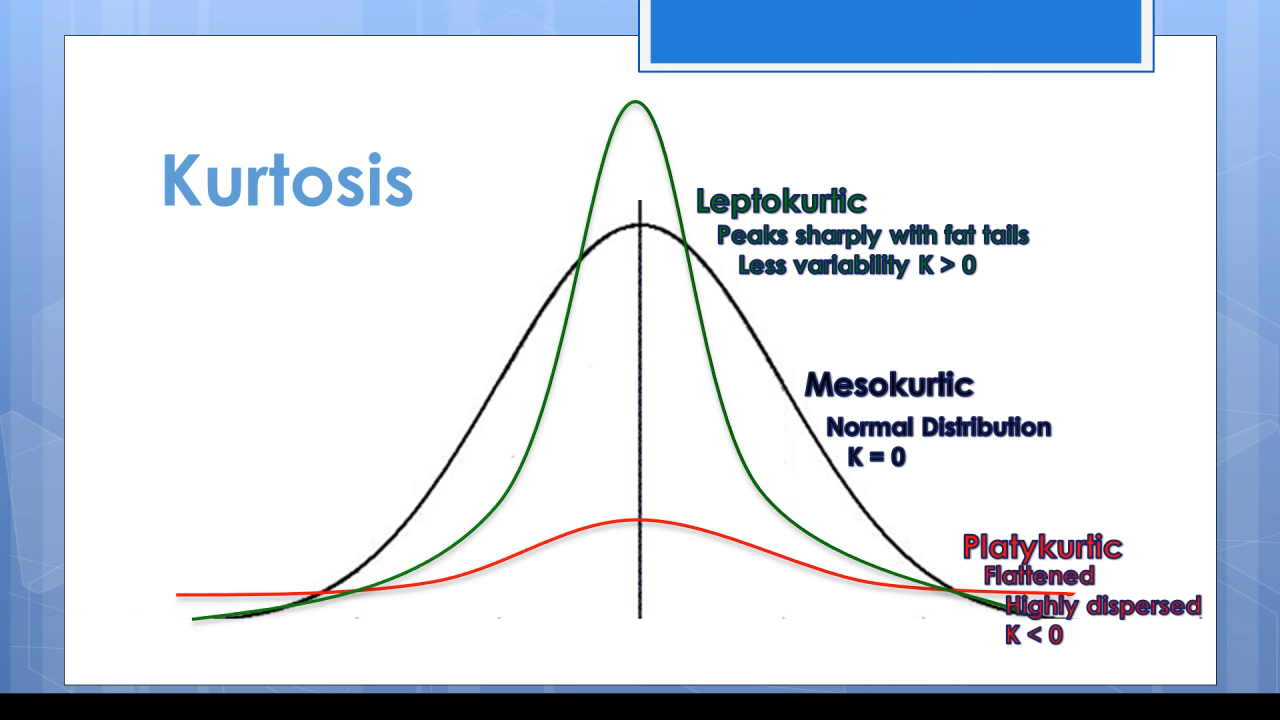 Kurtosis
Leptokurtic
Peaks sharply with fat tails
Less variability K > 0
Mesokurtic
Normal Distribution
K = 0
Platykurtic
Flattened
Highly dispersed
K < 0